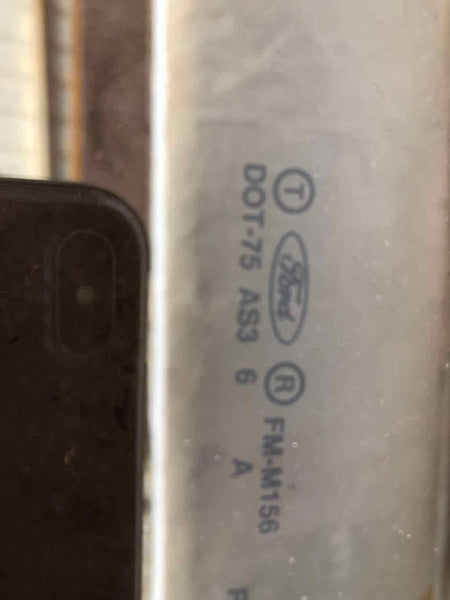 Ⓣ Ford Ⓡ FM-M156
DOT-75 AS3 6 A
F